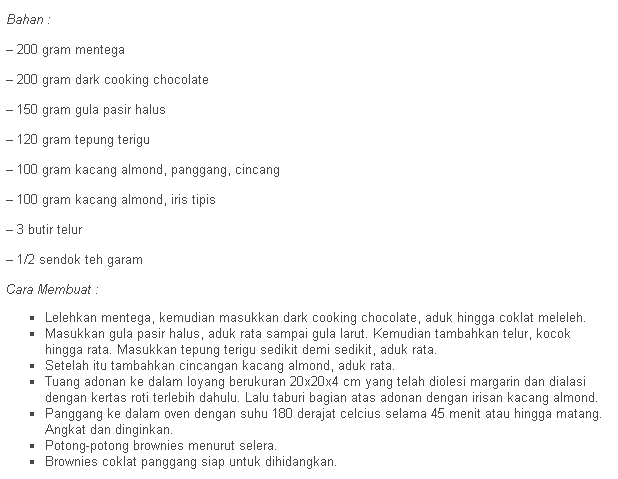 Bahan :
– 200 gram mentega
– 200 gram dark cooking chocolate
– 150 gram gula pasir halus
– 120 gram tepung terigu
– 100 gram kacang almond, panggang, cincang
– 100 gram kacang almond, iris tipis
– 3 butir telur
– 1/2 sendok teh garam
Cara Membuat :
▪ Lelehkan mentega, kemudian masukkan dark cooking chocolate, aduk hingga coklat meleleh.
▪ Masukkan gula pasir halus, aduk rata sampai gula larut. Kemudian tambahkan telur, kocok
hingga rata. Masukkan tepung terigu sedikit demi sedikit, aduk rata.
▪ Setelah itu tambahkan cincangan kacang almond, aduk rata.
▪ Tuang adonan ke dalam loyang berukuran 20x20x4 cm yang telah diolesi margarin dan dialasi
dengan kertas roti terlebih dahulu. Lalu taburi bagian atas adonan dengan irisan kacang almond.
▪ Panggang ke dalam oven dengan suhu 180 derajat celcius selama 45 menit atau hingga matang.
Angkat dan dinginkan.
▪ Potong-potong brownies menurut selera.
▪ Brownies coklat panggang siap untuk dihidangkan.